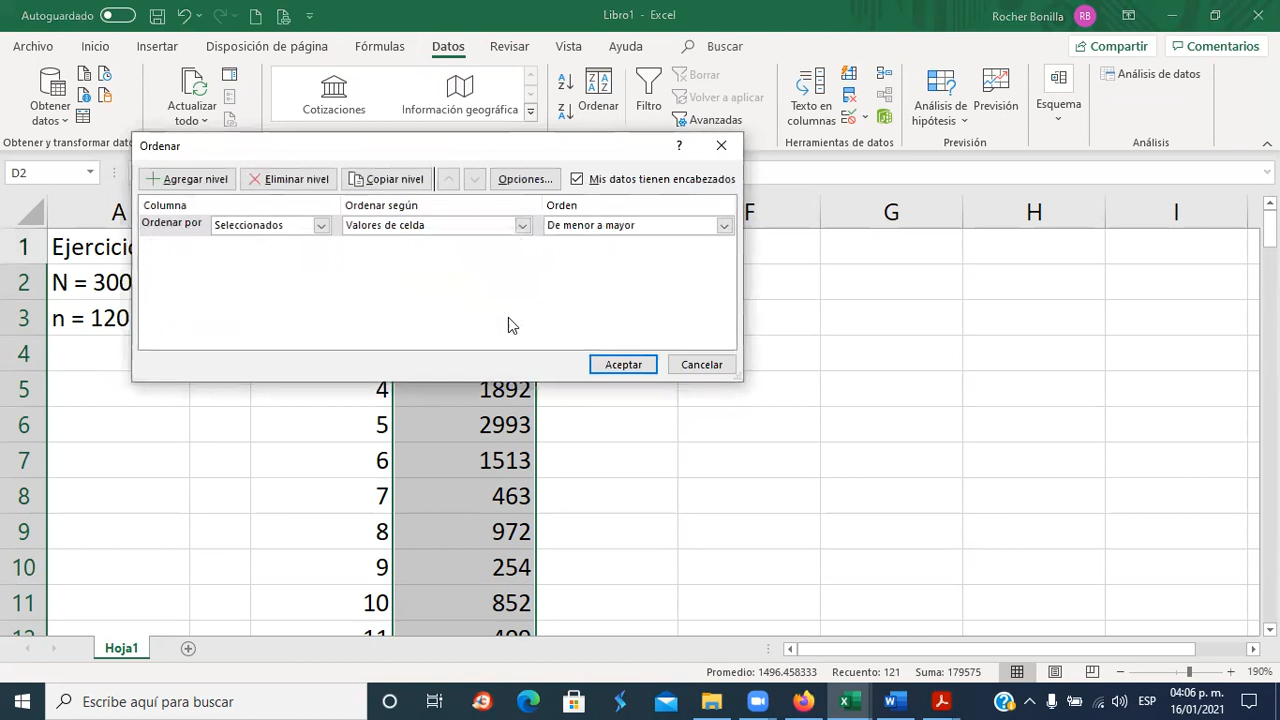 Autoguardado
Libro1 - Excel
Rocher Bonilla
RB
Archivo Inicio Insertar Disposición de página Fórmulas Datos Revisar Vista Ayuda Buscar
Compartir
Comentarios
Obtener datos
Actualizar todo
Cotizaciones
Información geográfica
Ordenar
Filtro
Borrar
Volver a aplicar
Avanzadas
Texto en columnas
Análisis de hipótesis
Previsión
Esquema
Análisis de datos
Obtener y transformar dat
Herramientas de datos
Previsión
Análisis
D2
Ordenar
?
Agregar nivel
Eliminar nivel
Copiar nivel
Opciones...
Mis datos tienen encabezados
Columna Ordenar según Orden
Ordenar por Seleccionados Valores de celda De menor a mayor
Aceptar Cancelar
A F G H I
1 Ejercicio
2 N = 300
3 n = 120
4
5 4 1892
6 5 2993
7 6 1513
8 7 463
9 8 972
10 9 254
11 10 852
12 11 409
Hoja1
Promedio: 1496.458333 Recuento: 121 Suma: 179575
190%
Escribe aquí para buscar
ESP
04:06 p. m.
16/01/2021